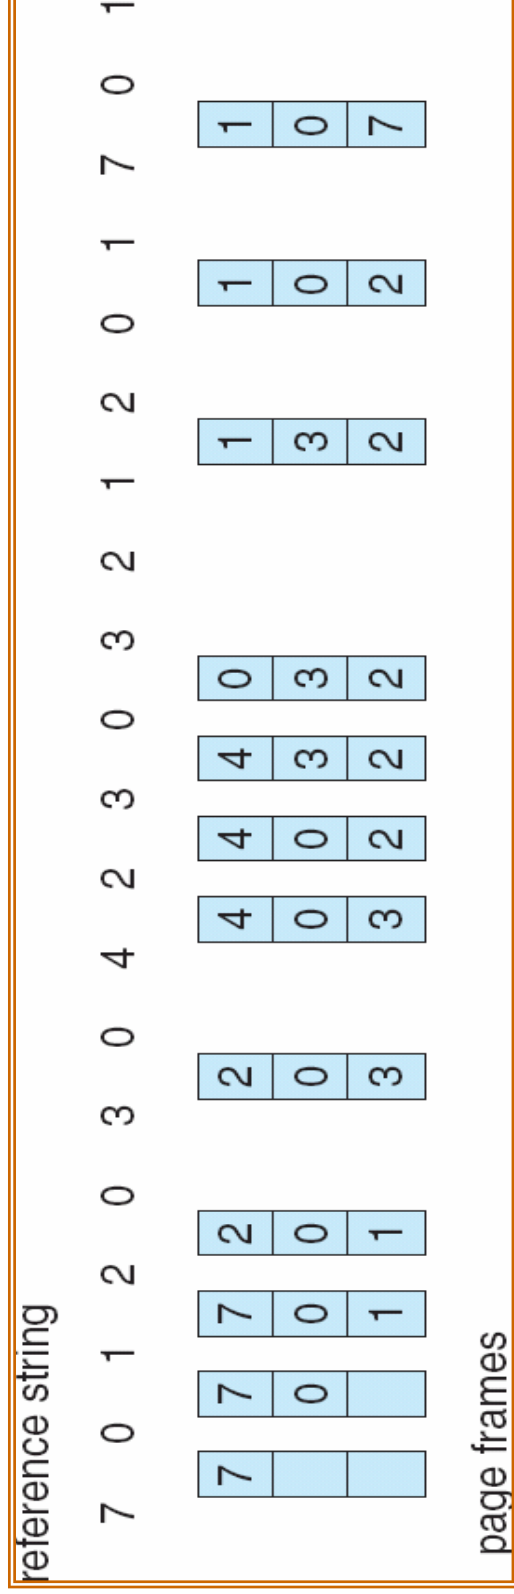 reference string
7 0 1 2 0 3 0 4 2 3 0 3 2 1 2 0 1 7 0 1
7 7 7 2 2 4 4 4 0 1 1 1
0 0 0 0 0 0 3 3 3 0 0
1 1 3 3 2 2 2 2 2 7
page frames